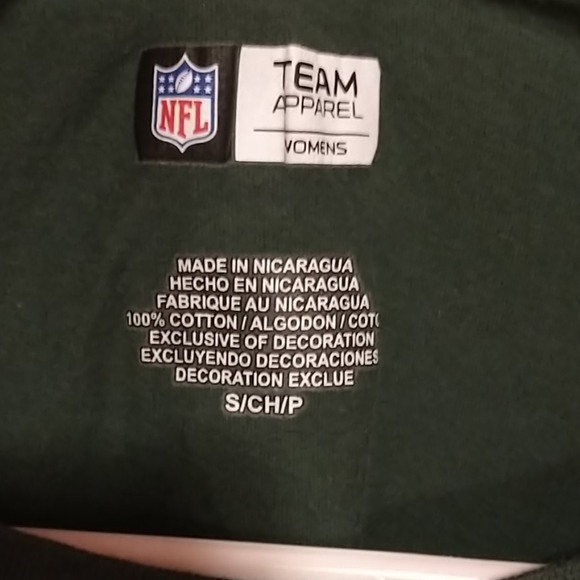 NFL
TEAM
APPAREL
WOMENS
MADE IN NICARAGUA
HECHO EN NICARAGUA
FABRIQUE AU NICARAGUA
100% COTTON / ALGODON / COTO
EXCLUSIVE OF DECORATION
EXCLUYENDO DECORACIONES
DECORATION EXCLUE
S/CH/P